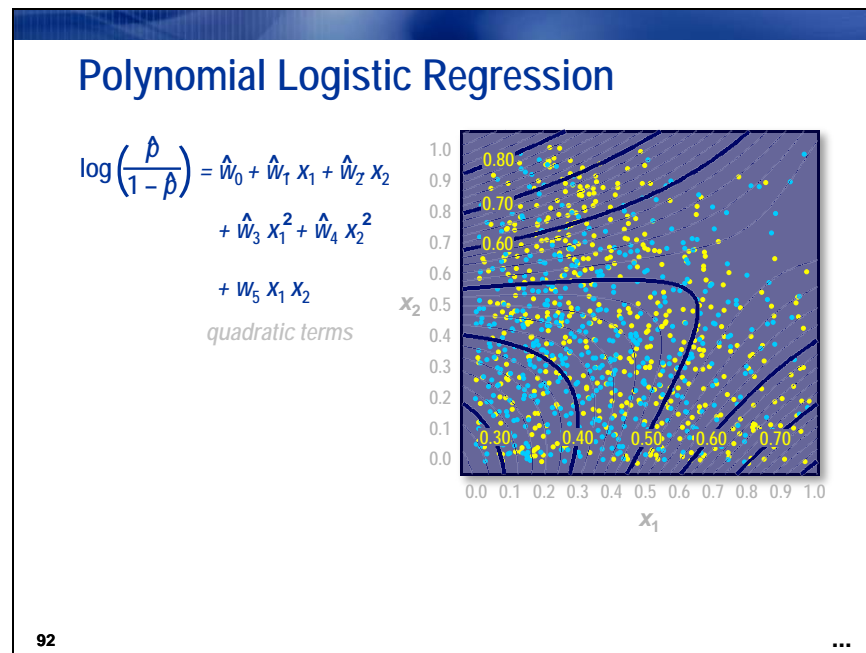 Polynomial Logistic Regression
log(p̂ / (1 – p̂)) = ŵ0 + ŵ1 x1 + ŵ2 x2
+ ŵ3 x1² + ŵ4 x2²
+ w5 x1 x2
quadratic terms
x2
1.0
0.9
0.8
0.7
0.6
0.5
0.4
0.3
0.2
0.1
0.0
0.80
0.70
0.60
0.30 0.40 0.50 0.60 0.70
0.0 0.1 0.2 0.3 0.4 0.5 0.6 0.7 0.8 0.9 1.0
x1
92
...